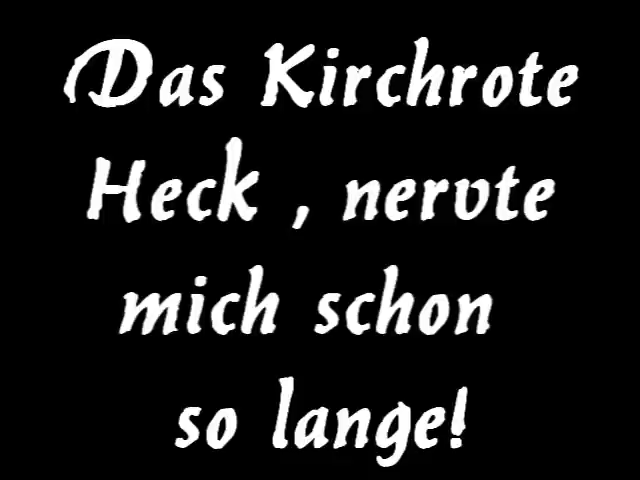 Das Kirchrote
Heck , nervte
mich schon
so lange!